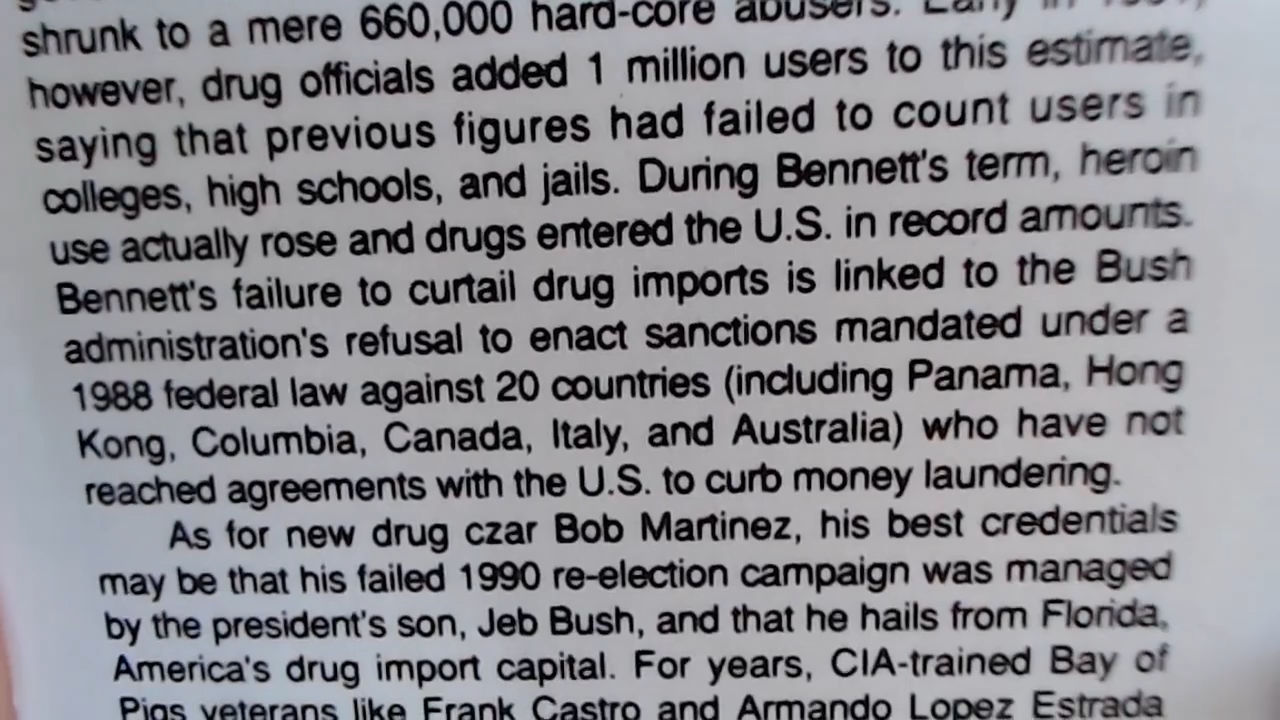 shrunk to a mere 660,000 hard-core abusers. Early in
however, drug officials added 1 million users to this estimate,
saying that previous figures had failed to count users in
colleges, high schools, and jails. During Bennett's term, heroin
use actually rose and drugs entered the U.S. in record amounts.
Bennett's failure to curtail drug imports is linked to the Bush
administration's refusal to enact sanctions mandated under a
1988 federal law against 20 countries (including Panama, Hong
Kong, Columbia, Canada, Italy, and Australia) who have not
reached agreements with the U.S. to curb money laundering.
As for new drug czar Bob Martinez, his best credentials
may be that his failed 1990 re-election campaign was managed
by the president's son, Jeb Bush, and that he hails from Florida,
America's drug import capital. For years, CIA-trained Bay of
Pigs veterans like Frank Castro and Armando Lopez Estrada